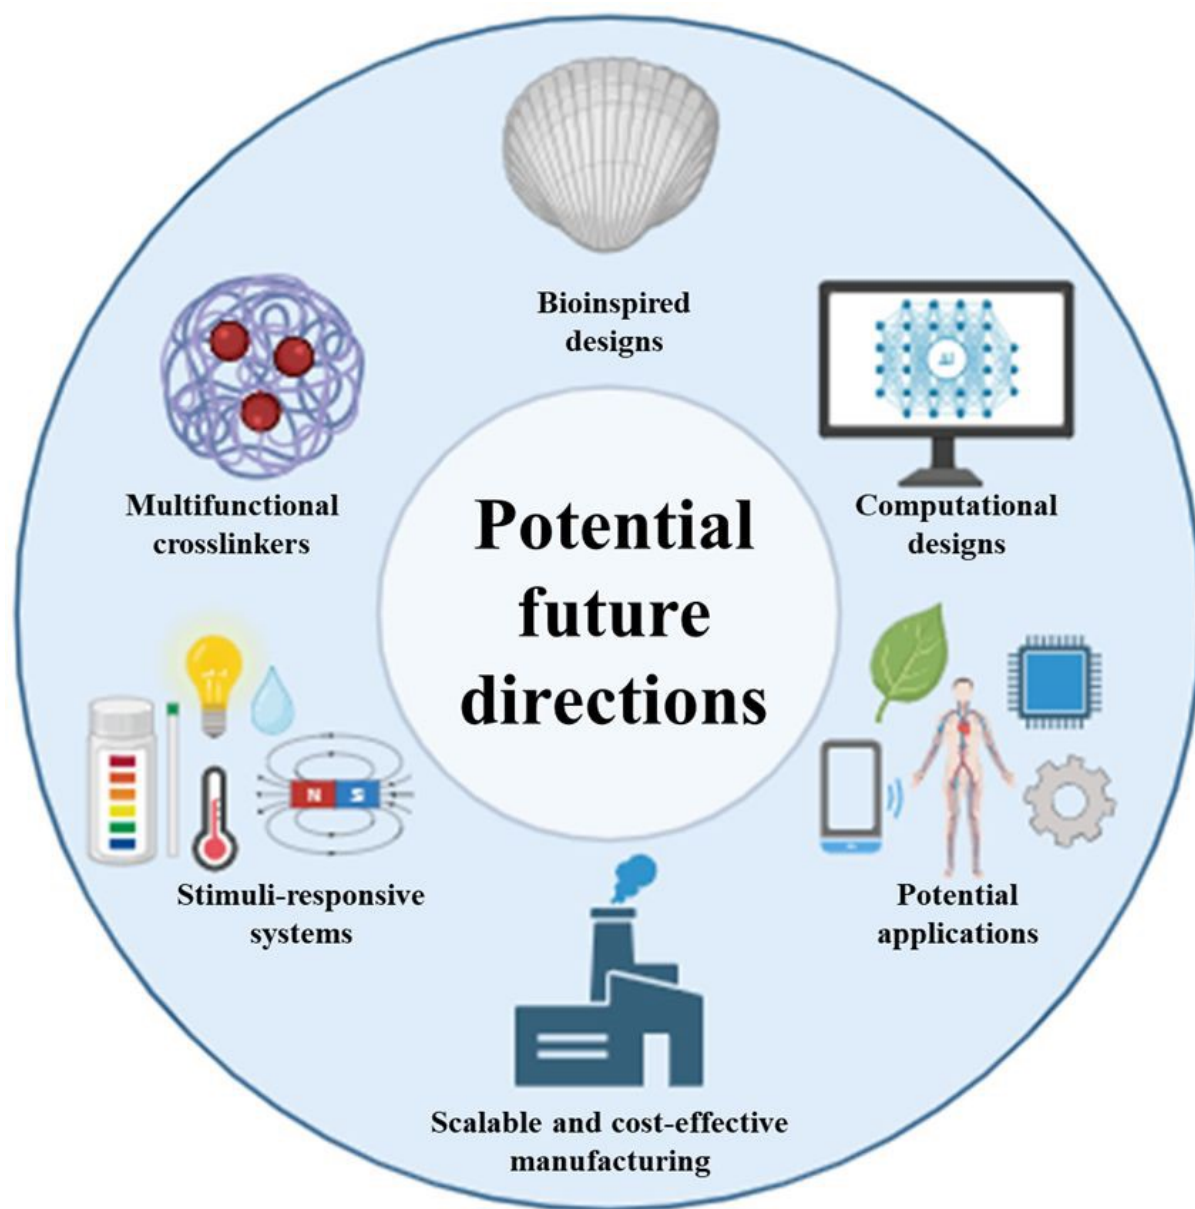 Bioinspired
designs
Multifunctional
crosslinkers
AI
Computational
designs
Potential
future
directions
N S
Stimuli-responsive
systems
Potential
applications
Scalable and cost-effective
manufacturing